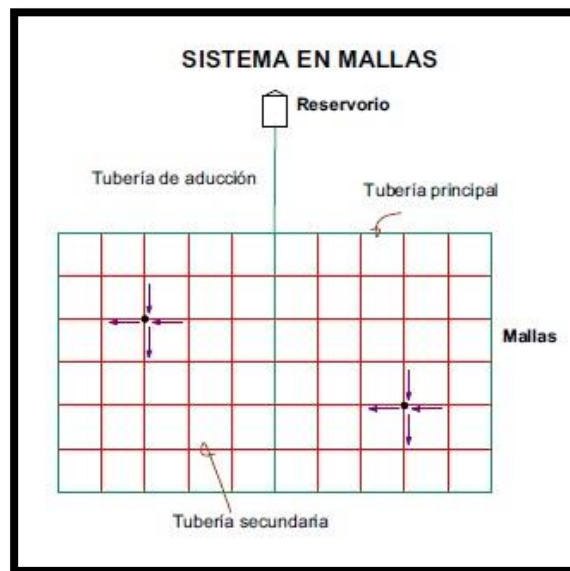 SISTEMA EN MALLAS
Reservorio
Tubería de aducción
Tubería principal
Mallas
Tubería secundaria